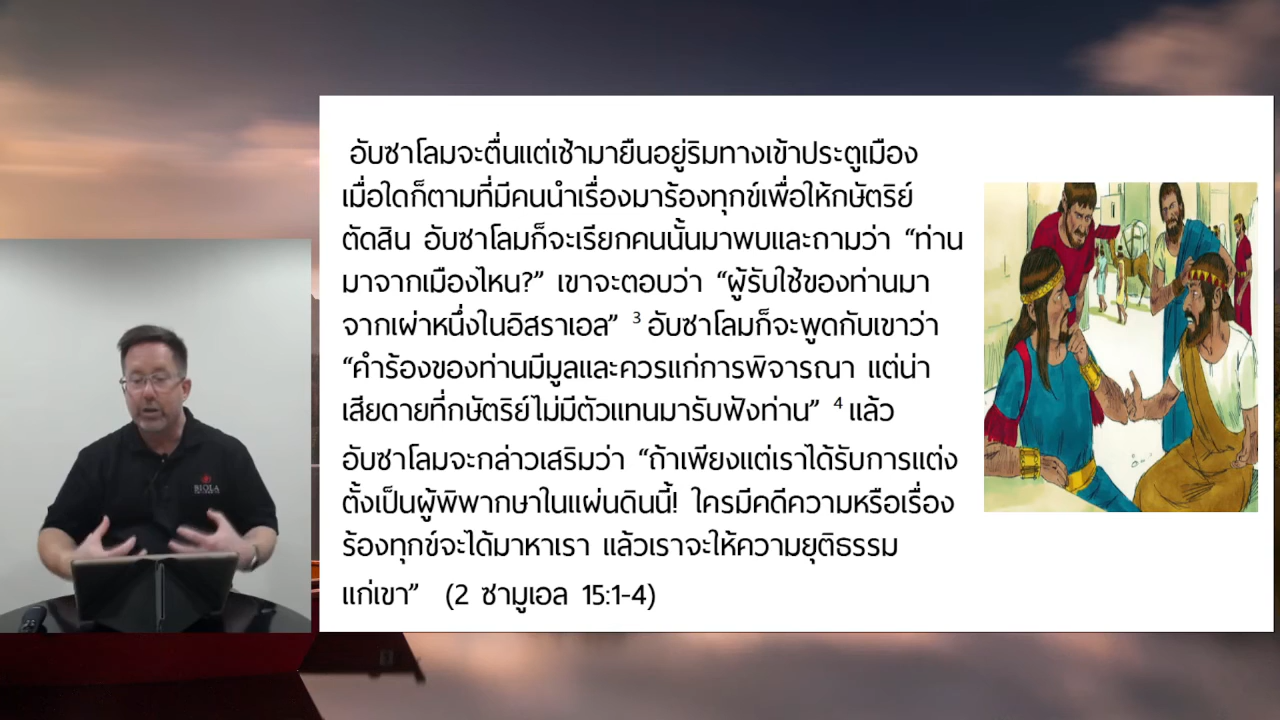 อับซาโลมจะตื่นแต่เช้ามายืนอยู่ริมทางเข้าประตูเมือง
เมื่อใดก็ตามที่มีคนนำเรื่องมาร้องทุกข์เพื่อให้กษัตริย์
ตัดสิน อับซาโลมก็จะเรียกคนนั้นมาพบและถามว่า “ท่าน
มาจากเมืองไหน?” เขาจะตอบว่า “ผู้รับใช้ของท่านมา
จากเผ่าหนึ่งในอิสราเอล” 3 อับซาโลมก็จะพูดกับเขาว่า
“คำร้องของท่านมีมูลและควรแก่การพิจารณา แต่น่า
เสียดายที่กษัตริย์ไม่มีตัวแทนมารับฟังท่าน” 4 แล้ว
อับซาโลมจะกล่าวเสริมว่า “ถ้าเพียงแต่เราได้รับการแต่ง
ตั้งเป็นผู้พิพากษาในแผ่นดินนี้! ใครมีคดีความหรือเรื่อง
ร้องทุกข์จะได้มาหาเรา แล้วเราจะให้ความยุติธรรม
แก่เขา” (2 ซามูเอล 15:1-4)
BIOLA